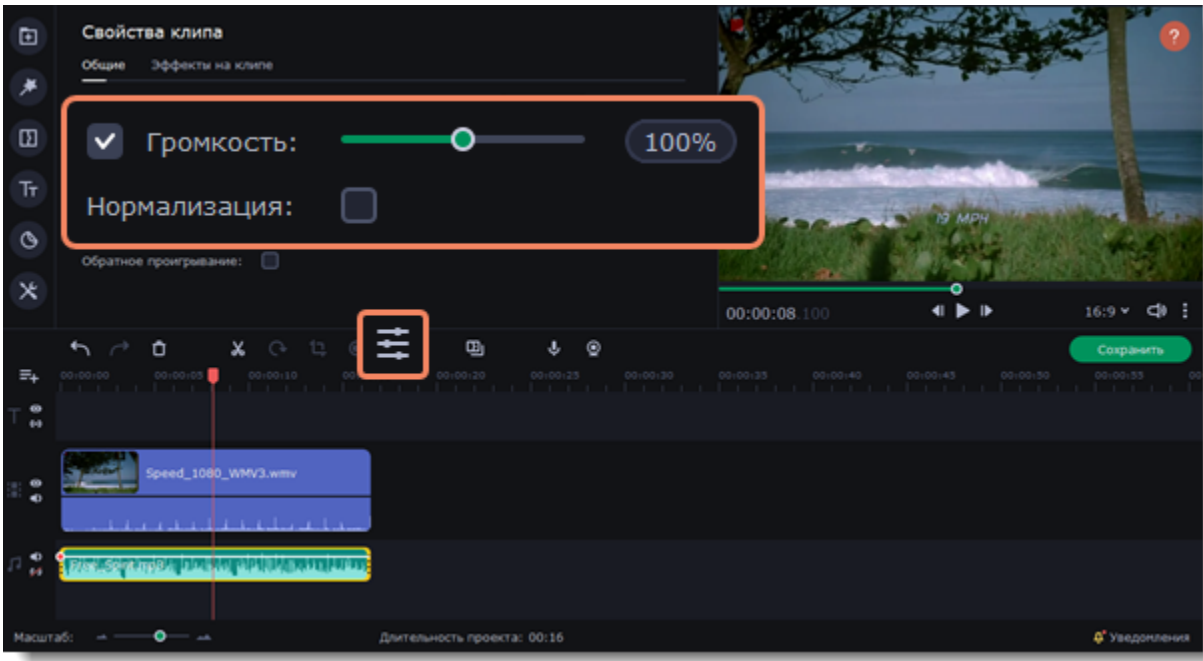 Свойства клипа
Общие Эффекты на клипе
Громкость: 100%
Нормализация:
Обратное проигрывание:
19 MPH
?
00:00:08.100
16:9
Сохранить
00:00:00 00:00:05 00:00:10 00:00:20 00:00:25 00:00:30 00:00:35 00:00:40 00:00:45 00:00:50 00:00:55
Speed_1080_WMV3.wmv
Масштаб: Длительность проекта: 00:16 Уведомления